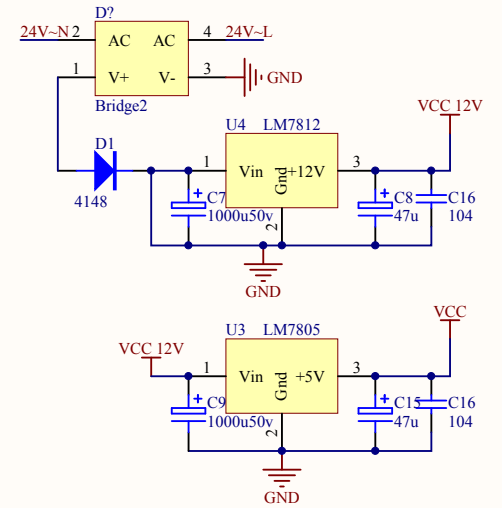 D?
24V~N 2 AC AC 4 24V~L
1 V+ V- 3 GND
Bridge2
VCC 12V
D1
U4 LM7812
4148
1 Vin Gnd +12V 3
2
C7
1000u50v
C8
47u
C16
104
GND
VCC
U3 LM7805
VCC 12V
1 Vin Gnd +5V 3
2
C9
1000u50v
C15
47u
C16
104
GND